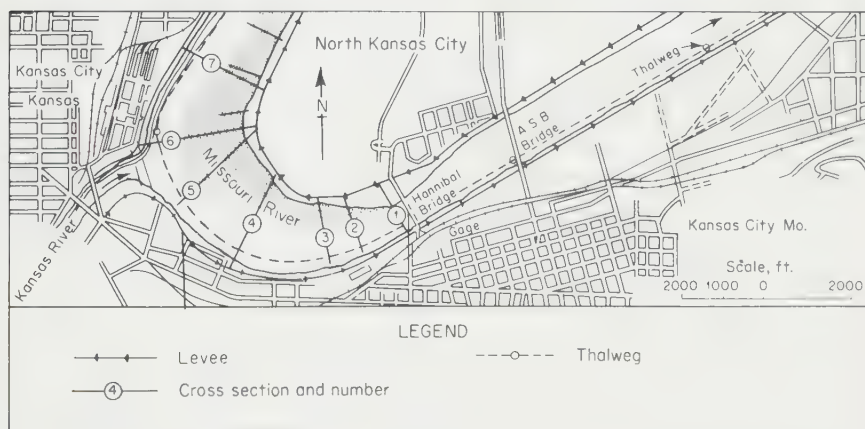 Kansas City
Kansas
7
North Kansas City
N
Thalweg
6
5
Missouri River
4
3
2
1
Hannibal
Bridge
A S B
Bridge
Gage
Kansas River
Kansas City Mo.
Scale, ft.
2000 1000 0 2000
LEGEND
Levee
Thalweg
4 Cross section and number